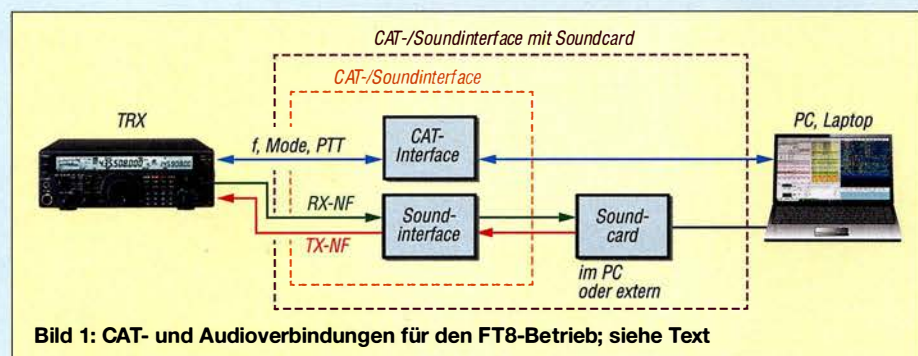 CAT-/Soundinterface mit Soundcard
CAT-/Soundinterface
TRX
PC, Laptop
f, Mode, PTT
CAT-
Interface
RX-NF
TX-NF
Sound-
interface
Sound-
card
im PC
oder extern
Bild 1: CAT- und Audioverbindungen für den FT8-Betrieb; siehe Text